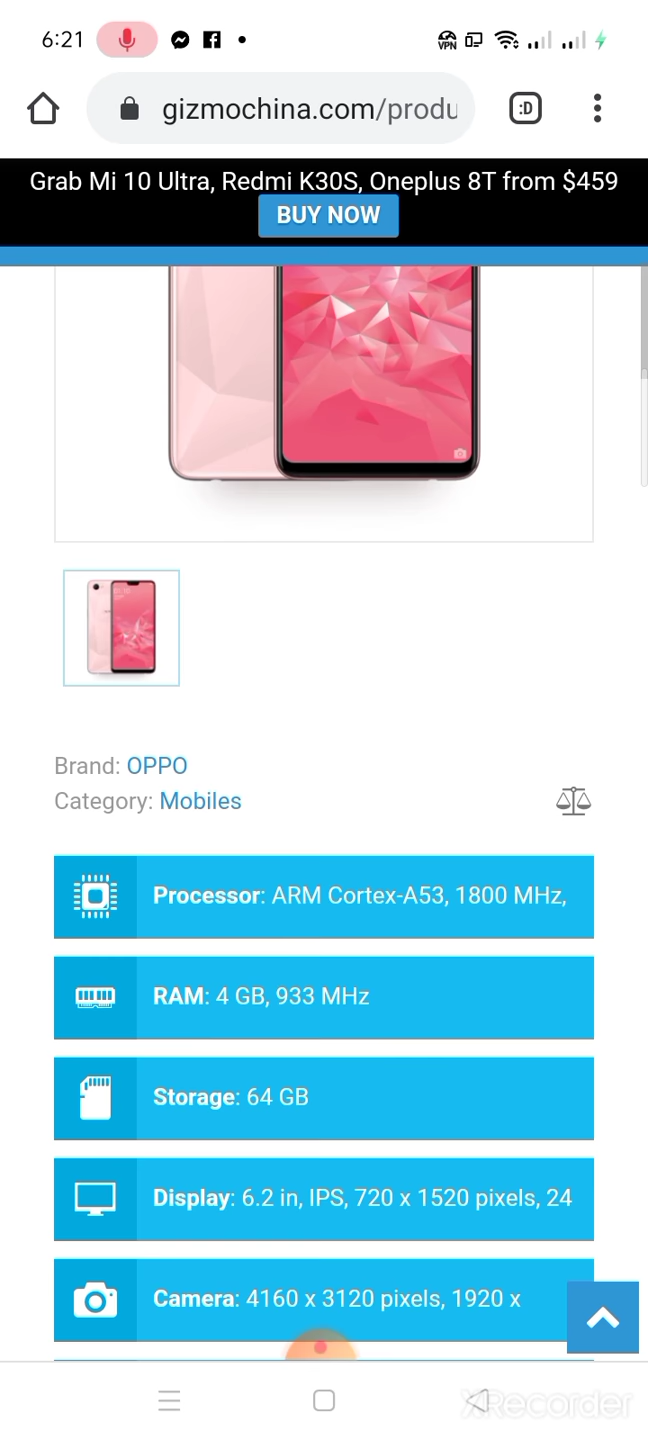 6:21
VPN
gizmochina.com/produ
:D
Grab Mi 10 Ultra, Redmi K30S, Oneplus 8T from $459
BUY NOW
Brand: OPPO
Category: Mobiles
Processor: ARM Cortex-A53, 1800 MHz,
RAM: 4 GB, 933 MHz
Storage: 64 GB
Display: 6.2 in, IPS, 720 x 1520 pixels, 24
Camera: 4160 x 3120 pixels, 1920 x
XRecorder